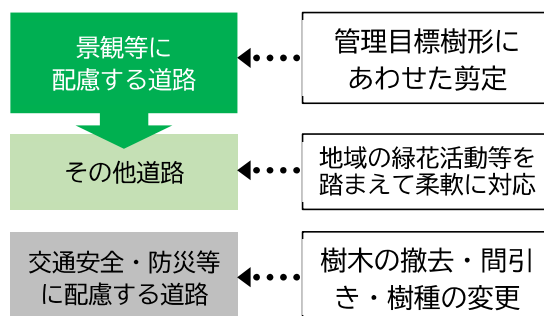 景観等に
配慮する道路
管理目標樹形に
あわせた剪定
その他道路
地域の緑花活動等を
踏まえて柔軟に対応
交通安全・防災等
に配慮する道路
樹木の撤去・間引
き・樹種の変更